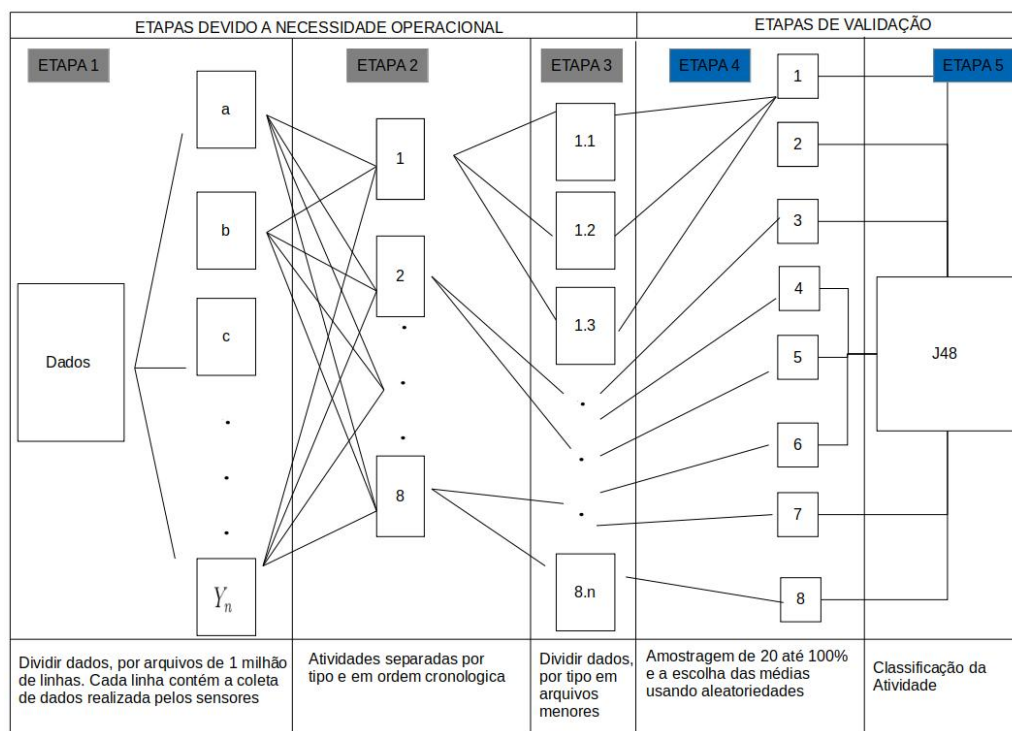 ETAPAS DEVIDO A NECESSIDADE OPERACIONAL
ETAPAS DE VALIDAÇÃO
ETAPA 1
ETAPA 2
ETAPA 3
ETAPA 4
ETAPA 5
Dados
a
b
c
Yn
1
2
8
1.1
1.2
1.3
8.n
1
2
3
4
5
6
7
8
J48
Dividir dados, por arquivos de 1 milhão
de linhas. Cada linha contém a coleta
de dados realizada pelos sensores
Atividades separadas por
tipo e em ordem cronologica
Dividir dados,
por tipo em
arquivos
menores
Amostragem de 20 até 100%
e a escolha das médias
usando aleatoriedades
Classificação da
Atividade